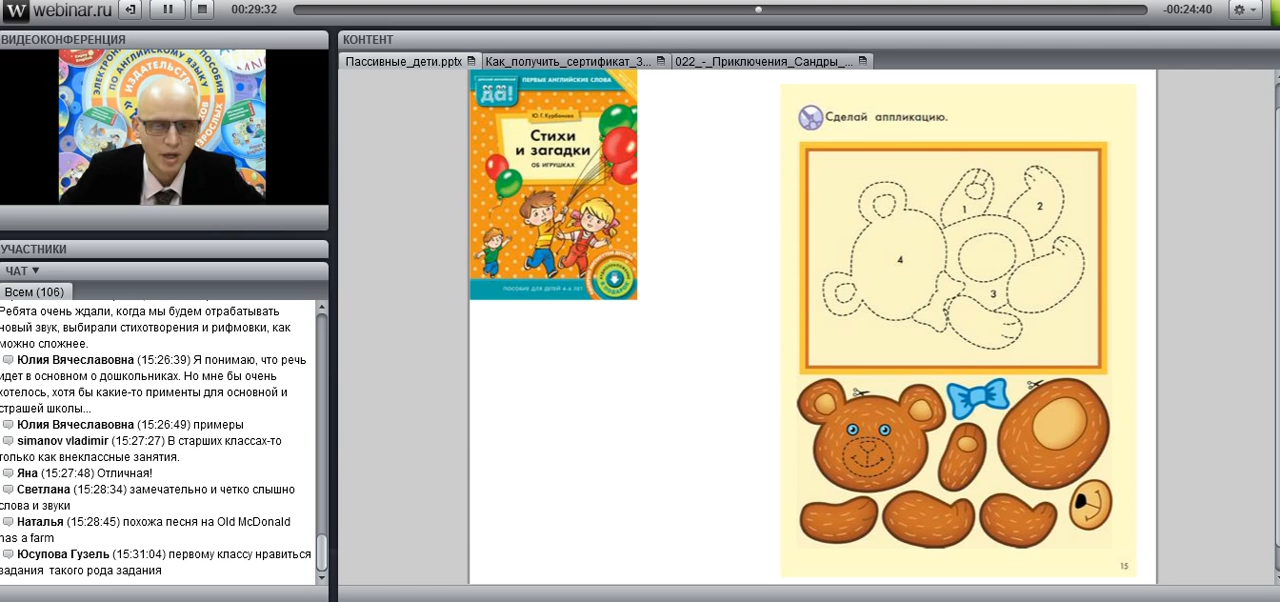 W webinar.ru
00:29:32
-00:24:40
ВИДЕОКОНФЕРЕНЦИЯ
ЭЛЕКТРОН
ПО АНГЛИЙСКОМУ ЯЗЫКУ
ПОСОБИЯ
ИЗДАТЕЛЬСТВ
УЧАСТНИКИ
ЧАТ
Всем (106)
Ребята очень ждали, когда мы будем отрабатывать
новый звук, выбирали стихотворения и рифмовки, как
можно сложнее.
Юлия Вячеславовна (15:26:39) Я понимаю, что речь
идет в основном о дошкольниках. Но мне бы очень
хотелось, хотя бы какие-то применты для основной и
страшей школы...
Юлия Вячеславовна (15:26:49) примеры
simanov vladimir (15:27:27) В старших классах-то
только как внеклассные занятия.
Яна (15:27:48) Отличная!
Светлана (15:28:34) замечательно и четко слышно
слова и звуки
Наталья (15:28:45) похожа песня на Old McDonald
has a farm
Юсупова Гузель (15:31:04) первому классу нравиться
задания такого рода задания
КОНТЕНТ
Пассивные_дети.pptx
Как_получить_сертификат_3...
022_-_Приключения_Сандры_...
да!
ПЕРВЫЕ АНГЛИЙСКИЕ СЛОВА
Ю.Г. Курбанова
Стихи
и загадки
ОБ ИГРУШКАХ
ПОСОБИЕ ДЛЯ ДЕТЕЙ 4-6 ЛЕТ
Сделай аппликацию.
1
2
4
3
15